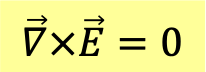 ∇⃗×E⃗ = 0